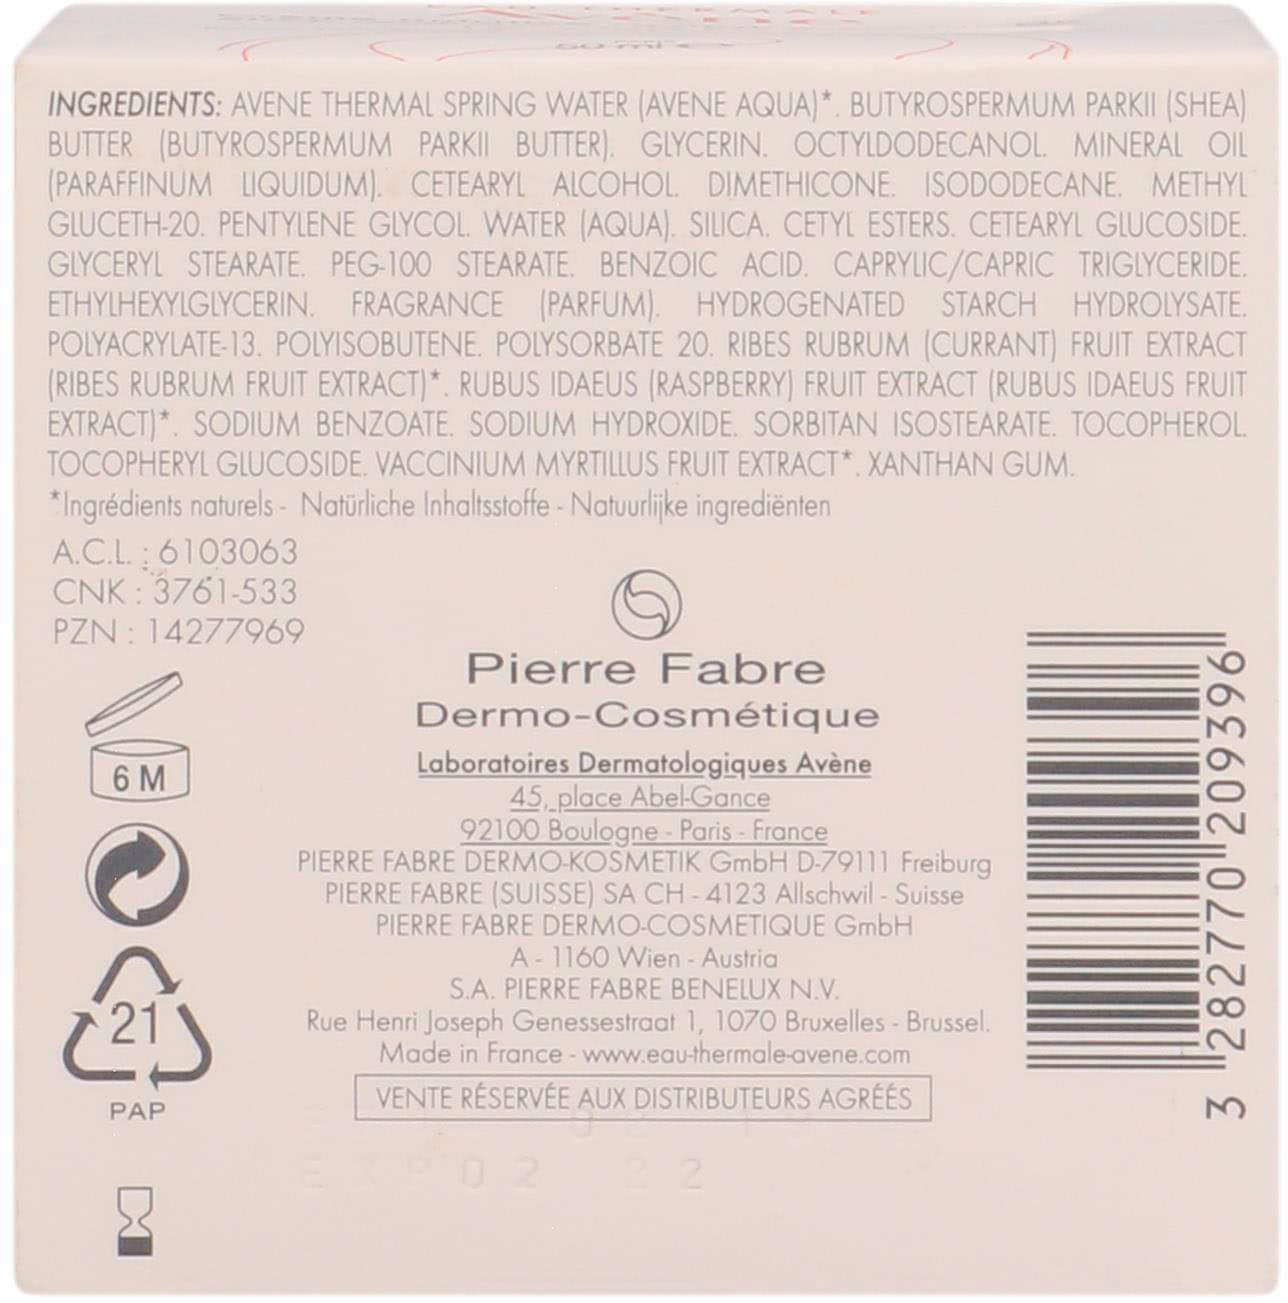 EAU THERMALE
Avène
50 ml e
INGREDIENTS: AVENE THERMAL SPRING WATER (AVENE AQUA)*. BUTYROSPERMUM PARKII (SHEA)
BUTTER (BUTYROSPERMUM PARKII BUTTER). GLYCERIN. OCTYLDODECANOL. MINERAL OIL
(PARAFFINUM LIQUIDUM). CETEARYL ALCOHOL. DIMETHICONE. ISODODECANE. METHYL
GLUCETH-20. PENTYLENE GLYCOL. WATER (AQUA). SILICA. CETYL ESTERS. CETEARYL GLUCOSIDE.
GLYCERYL STEARATE. PEG-100 STEARATE. BENZOIC ACID. CAPRYLIC/CAPRIC TRIGLYCERIDE.
ETHYLHEXYLGLYCERIN. FRAGRANCE (PARFUM). HYDROGENATED STARCH HYDROLYSATE.
POLYACRYLATE-13. POLYISOBUTENE. POLYSORBATE 20. RIBES RUBRUM (CURRANT) FRUIT EXTRACT
(RIBES RUBRUM FRUIT EXTRACT)*. RUBUS IDAEUS (RASPBERRY) FRUIT EXTRACT (RUBUS IDAEUS FRUIT
EXTRACT)*. SODIUM BENZOATE. SODIUM HYDROXIDE. SORBITAN ISOSTEARATE. TOCOPHEROL.
TOCOPHERYL GLUCOSIDE. VACCINIUM MYRTILLUS FRUIT EXTRACT*. XANTHAN GUM.
*Ingrédients naturels - Natürliche Inhaltsstoffe - Natuurlijke ingrediënten
A.C.L. : 6103063
CNK : 3761-533
PZN : 14277969
6 M
21
PAP
Pierre Fabre
Dermo-Cosmétique
Laboratoires Dermatologiques Avène
45, place Abel-Gance
92100 Boulogne - Paris - France
PIERRE FABRE DERMO-KOSMETIK GmbH D-79111 Freiburg
PIERRE FABRE (SUISSE) SA CH - 4123 Allschwil - Suisse
PIERRE FABRE DERMO-COSMETIQUE GmbH
A - 1160 Wien - Austria
S.A. PIERRE FABRE BENELUX N.V.
Rue Henri Joseph Genessestraat 1, 1070 Bruxelles - Brussel.
Made in France - www.eau-thermale-avene.com
VENTE RÉSERVÉE AUX DISTRIBUTEURS AGRÉÉS
EXP 02 22
3 282770 209396